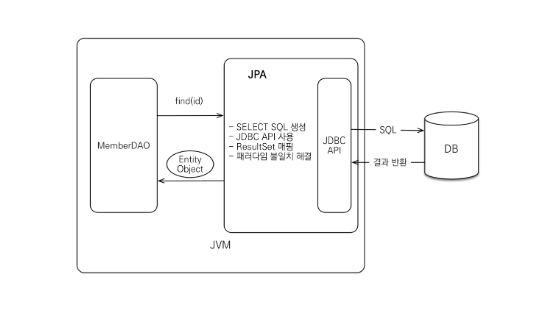 JPA
find(id)
- SELECT SQL 생성
- JDBC API 사용
- ResultSet 매핑
- 패러다임 불일치 해결
MemberDAO
Entity
Object
JDBC
API
SQL
결과 반환
DB
JVM